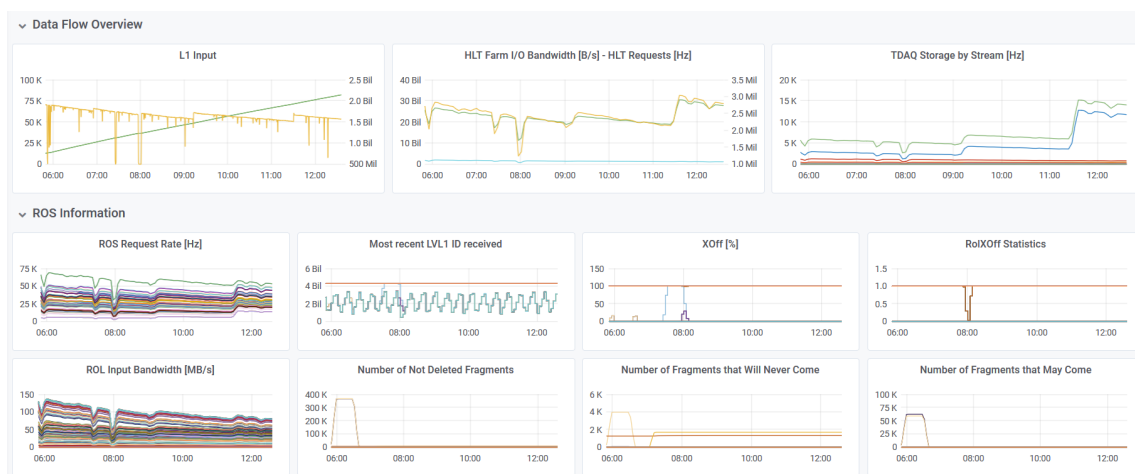 Data Flow Overview
L1 Input
HLT Farm I/O Bandwidth [B/s] - HLT Requests [Hz]
TDAQ Storage by Stream [Hz]
100 K 2.5 Bil 40 Bil 3.5 Mil 20 K
75 K 2.0 Bil 30 Bil 3.0 Mil 15 K
2.5 Mil
50 K 1.5 Bil 20 Bil 10 K
2.0 Mil
25 K 1.0 Bil 10 Bil 1.5 Mil 5 K
0 500 Mil 0 1.0 Mil 0
06:00 07:00 08:00 09:00 10:00 11:00 12:00 06:00 07:00 08:00 09:00 10:00 11:00 12:00 06:00 07:00 08:00 09:00 10:00 11:00 12:00
ROS Information
ROS Request Rate [Hz]
Most recent LVL1 ID received
XOff [%]
RoIXOff Statistics
75 K 6 Bil 150 1.5
50 K 4 Bil 100 1.0
25 K 2 Bil 50 0.5
0 0 0 0
06:00 08:00 10:00 12:00 06:00 08:00 10:00 12:00 06:00 08:00 10:00 12:00 06:00 08:00 10:00 12:00
ROL Input Bandwidth [MB/s]
Number of Not Deleted Fragments
Number of Fragments that Will Never Come
Number of Fragments that May Come
150 400 K 6 K 100 K
100 300 K 4 K 75 K
200 K 50 K
50 100 K 2 K 25 K
0 0 0 0
06:00 08:00 10:00 12:00 06:00 08:00 10:00 12:00 06:00 08:00 10:00 12:00 06:00 08:00 10:00 12:00